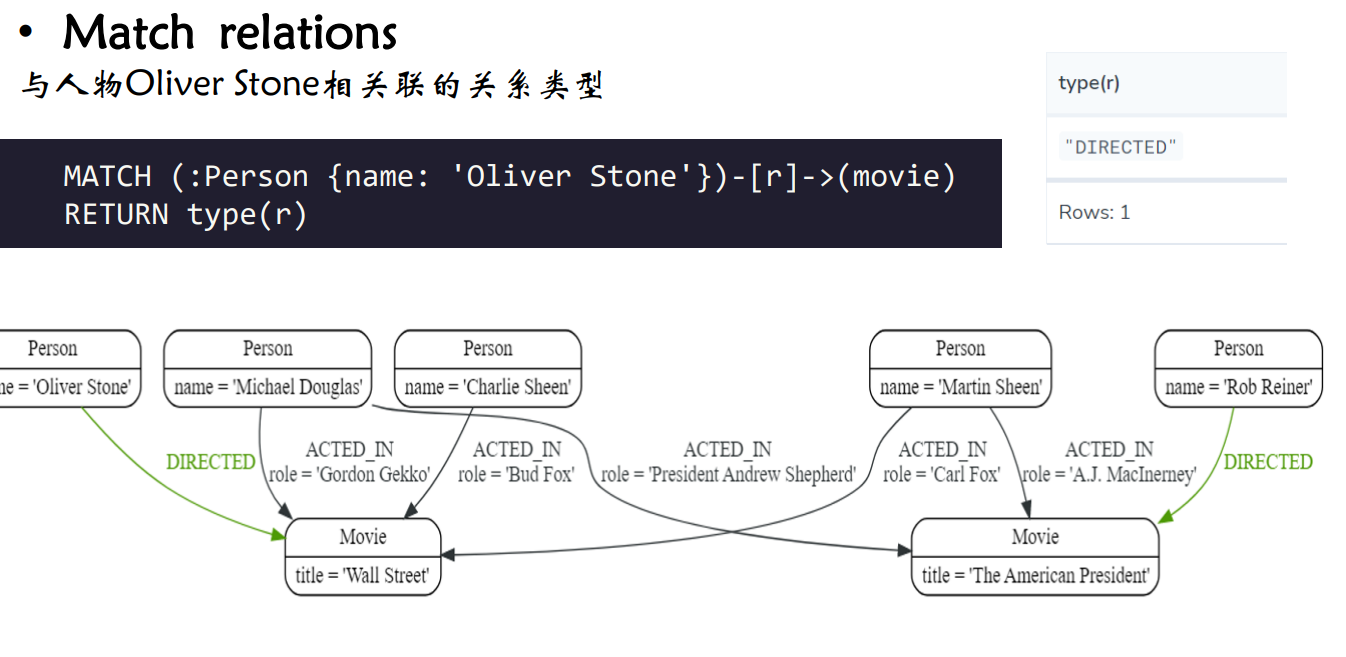 • Match relations
与人物Oliver Stone相关联的关系类型
MATCH (:Person {name: 'Oliver Stone'})-[r]->(movie)
RETURN type(r)
type(r)
"DIRECTED"
Rows: 1
Person
ne = 'Oliver Stone'
Person
name = 'Michael Douglas'
Person
name = 'Charlie Sheen'
Person
name = 'Martin Sheen'
Person
name = 'Rob Reiner'
DIRECTED
ACTED_IN
role = 'Gordon Gekko'
ACTED_IN
role = 'Bud Fox'
ACTED_IN
role = 'President Andrew Shepherd'
ACTED_IN
role = 'Carl Fox'
ACTED_IN
role = 'A.J. MacInerney'
DIRECTED
Movie
title = 'Wall Street'
Movie
title = 'The American President'